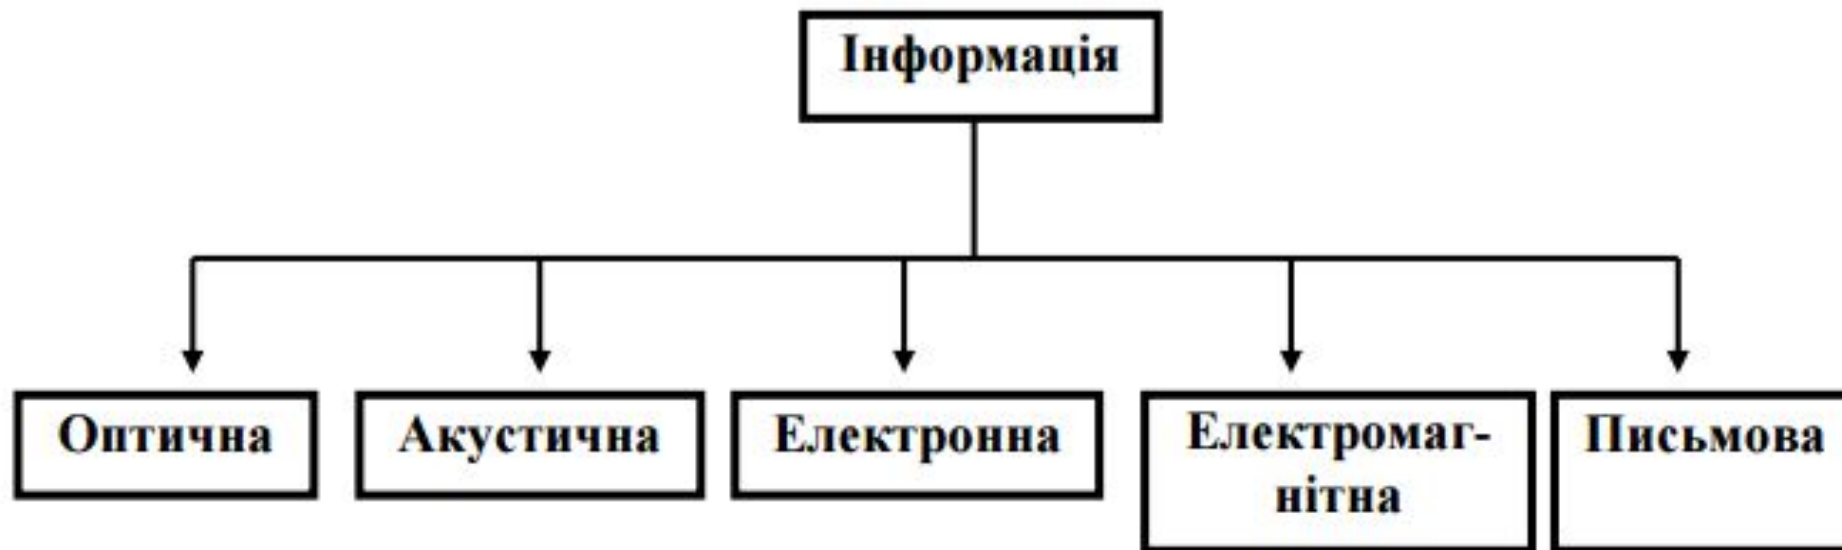 Інформація
Оптична
Акустична
Електронна
Електромаг-
нітна
Письмова